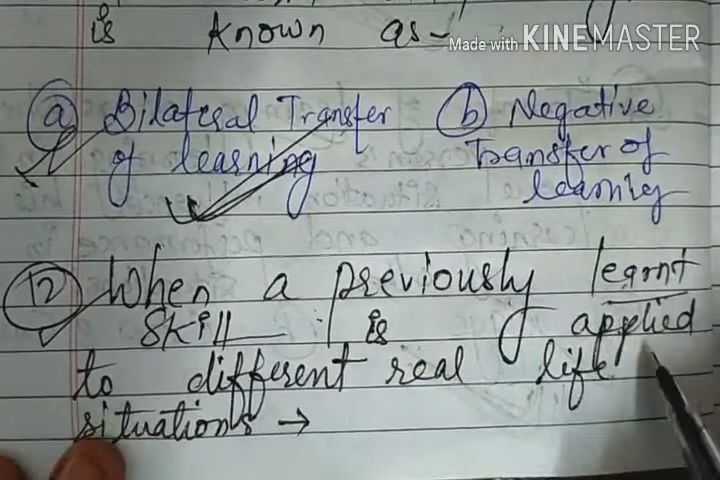 is known as-
Made with KINEMASTER
ⓐ Bilateral Transfer of learning
ⓑ Negative Transfer of learning
⑫ When a previously learnt
skill is applied
to different real life
situations →